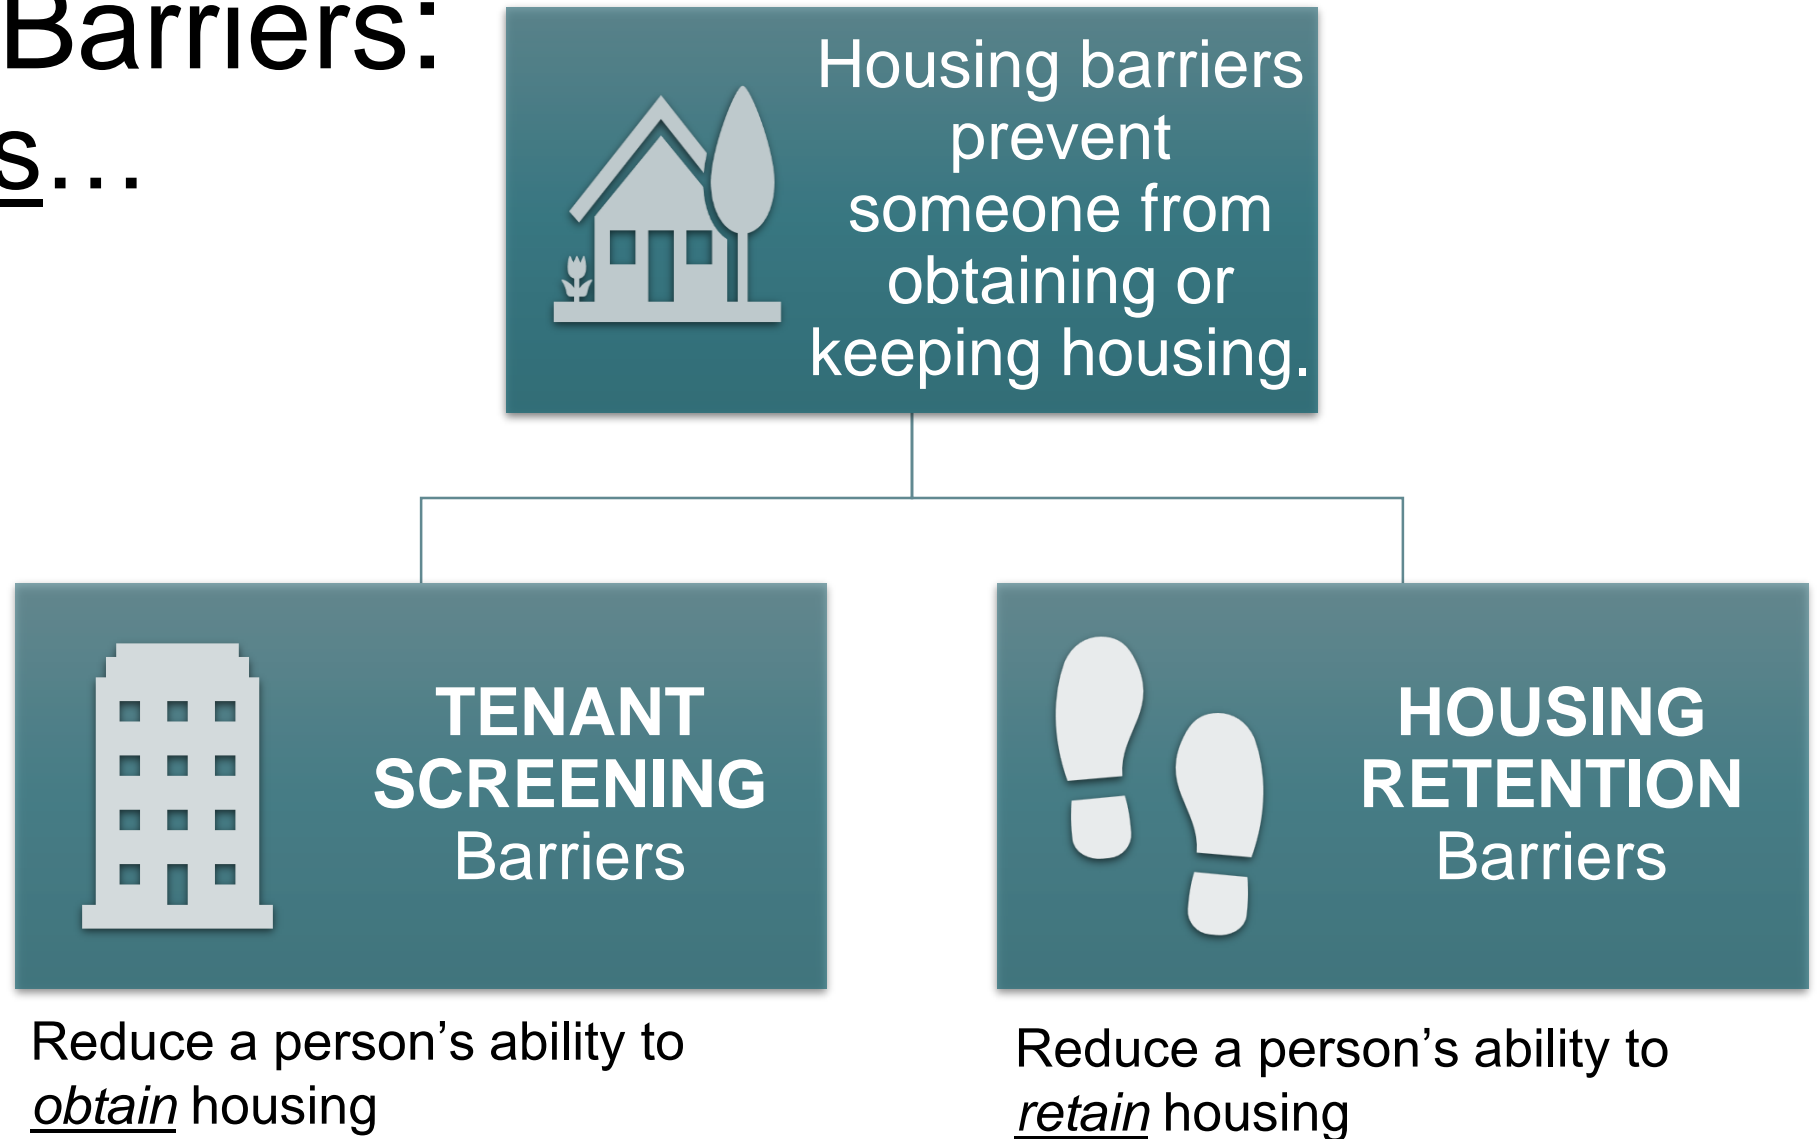 Barriers:
s…
Housing barriers
prevent
someone from
obtaining or
keeping housing.
TENANT
SCREENING
Barriers
HOUSING
RETENTION
Barriers
Reduce a person’s ability to
obtain housing
Reduce a person’s ability to
retain housing